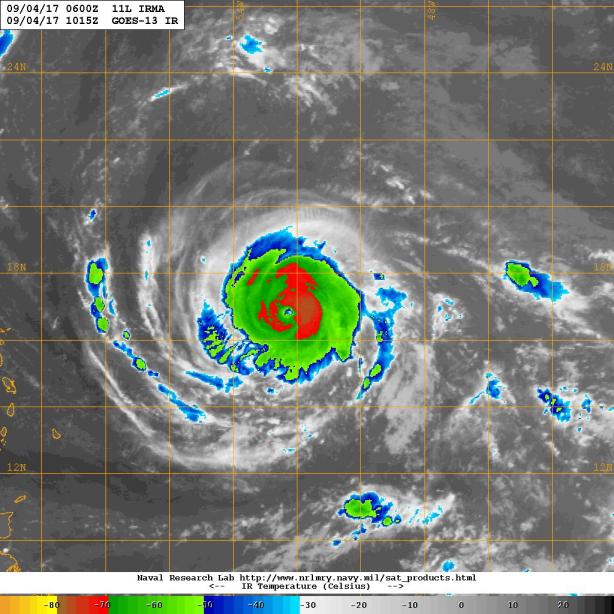 09/04/17 0600Z 11L IRMA
09/04/17 1015Z GOES-13 IR
54W 48W
24N 24N
18N 18N
12N 12N
Naval Research Lab http://www.nrlmry.navy.mil/sat_products.html
<-- IR Temperature (Celsius) -->
-80 -70 -60 -50 -40 -30 -20 -10 0 10 20